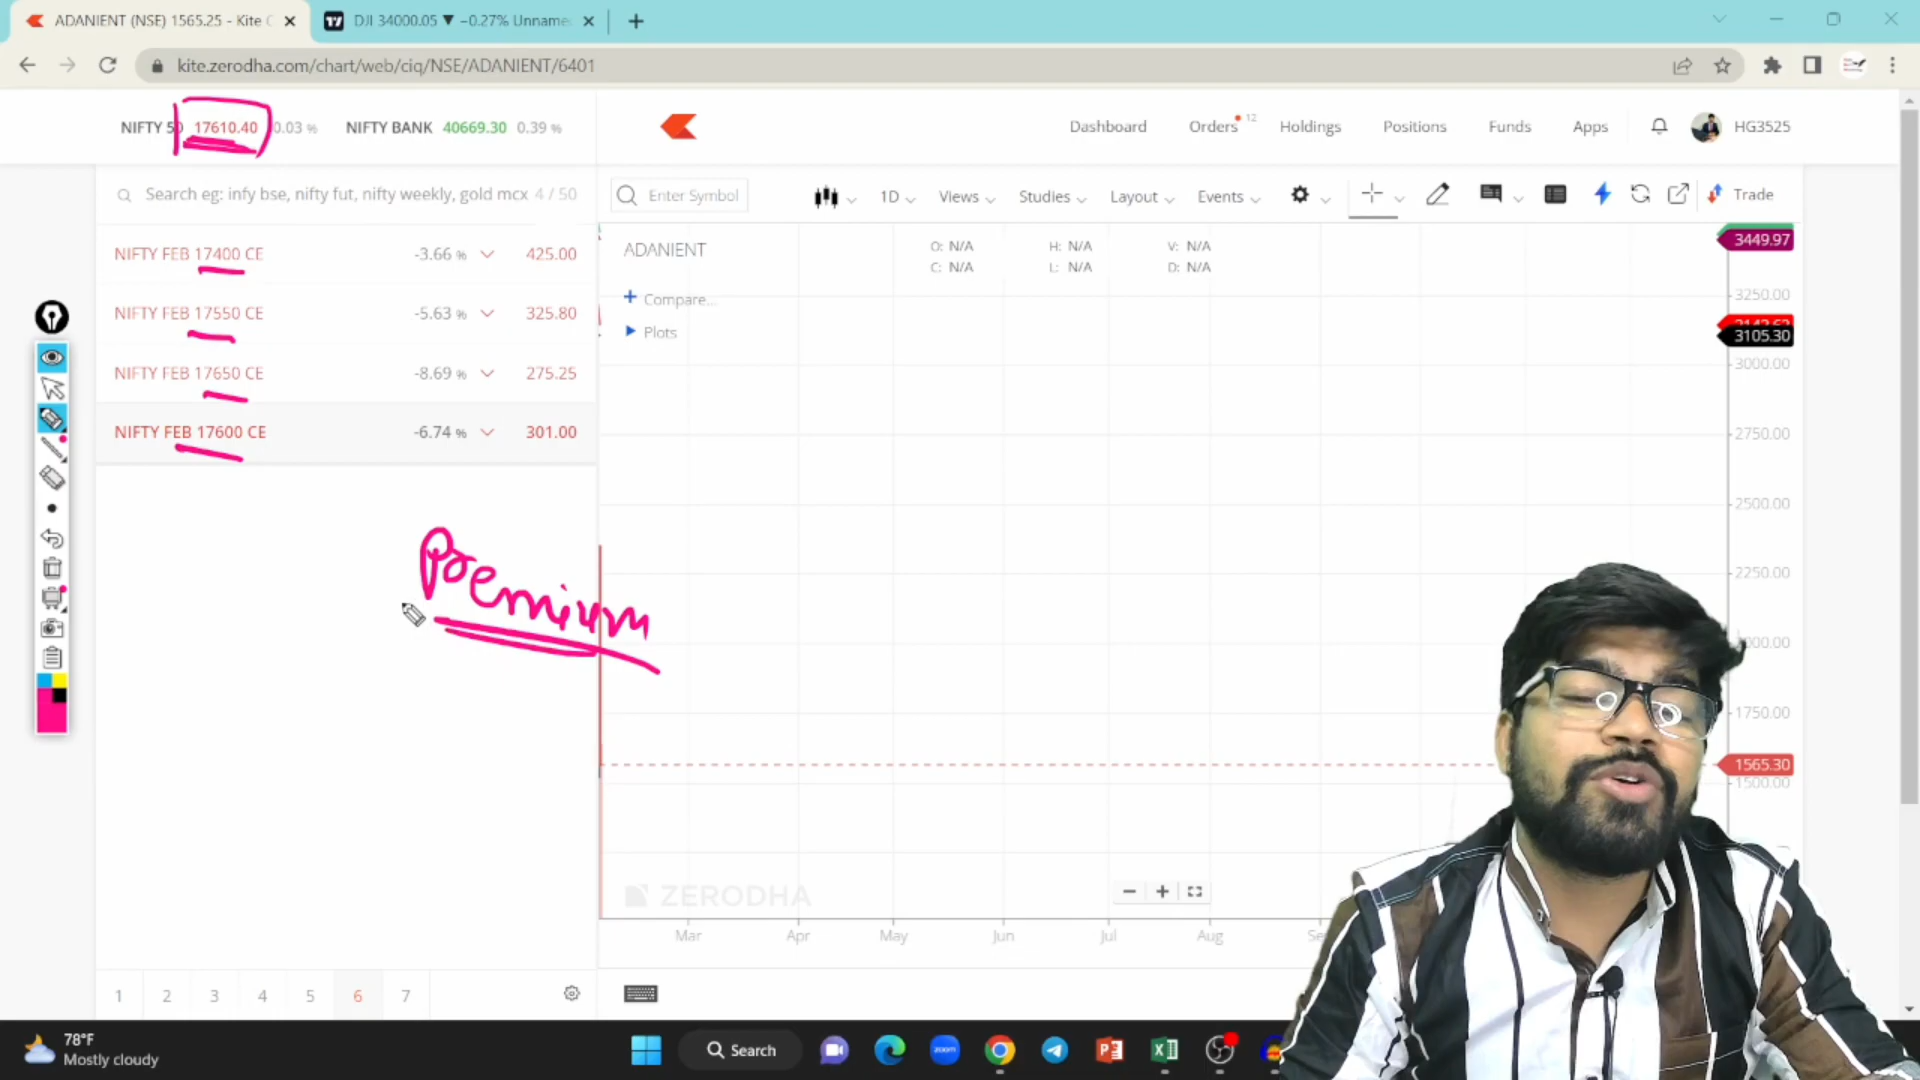 ADANIENT (NSE) 1565.25 - Kite C
DJI 34000.05 ▼ −0.27% Unname
kite.zerodha.com/chart/web/ciq/NSE/ADANIENT/6401
NIFTY 50 17610.40 0.03 % NIFTY BANK 40669.30 0.39 %
Dashboard Orders 12 Holdings Positions Funds Apps HG3525
Search eg: infy bse, nifty fut, nifty weekly, gold mcx 4 / 50
Enter Symbol 1D Views Studies Layout Events Trade
NIFTY FEB 17400 CE -3.66 % 425.00
NIFTY FEB 17550 CE -5.63 % 325.80
NIFTY FEB 17650 CE -8.69 % 275.25
NIFTY FEB 17600 CE -6.74 % 301.00
ADANIENT
O: N/A H: N/A V: N/A
C: N/A L: N/A D: N/A
Compare...
Plots
3449.97
3250.00
3105.30
3000.00
2750.00
2500.00
2250.00
1750.00
1565.30
1500.00
Premium
ZERODHA
Mar Apr May Jun Jul Aug
1 2 3 4 5 6 7
78°F
Mostly cloudy
Search
zoom